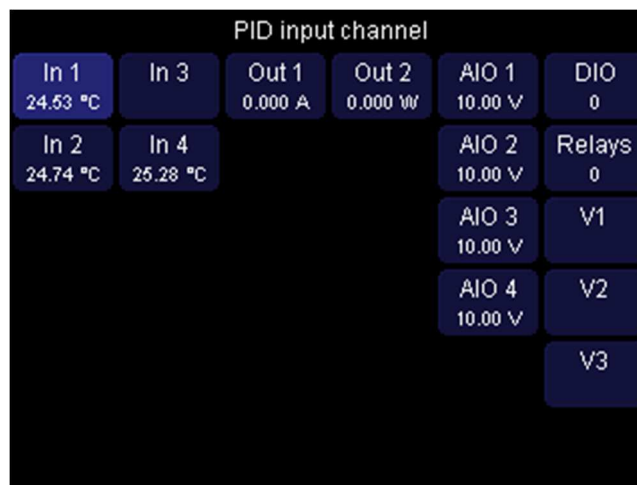 PID input channel
In 1
24.53 °C
In 3
Out 1
0.000 A
Out 2
0.000 W
AIO 1
10.00 V
DIO
0
In 2
24.74 °C
In 4
25.28 °C
AIO 2
10.00 V
Relays
0
AIO 3
10.00 V
V1
AIO 4
10.00 V
V2
V3